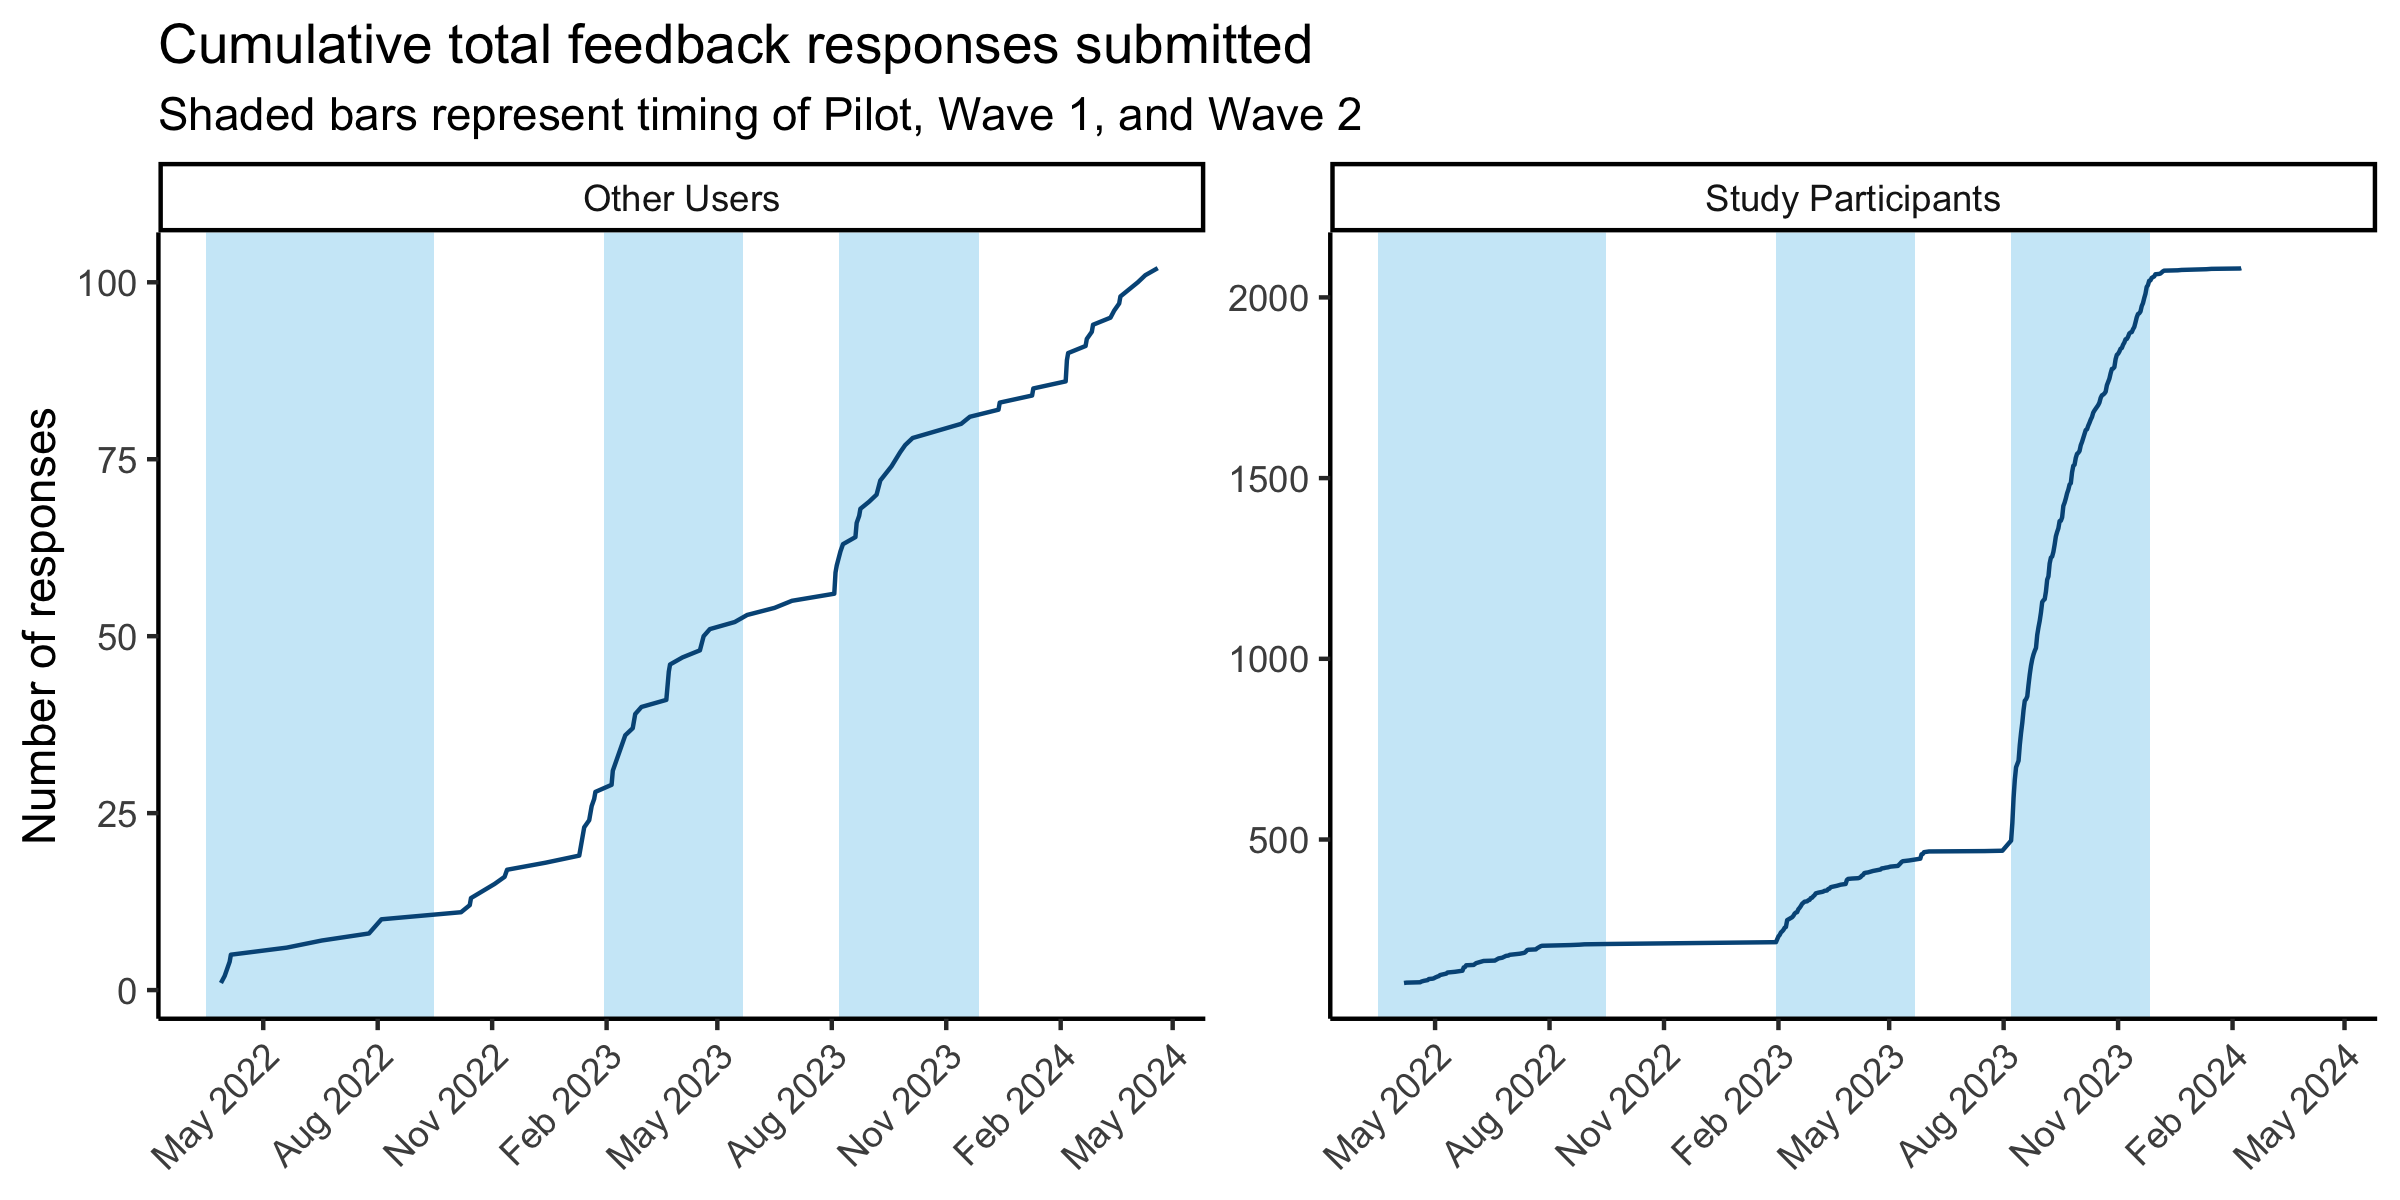 Cumulative total feedback responses submitted
Shaded bars represent timing of Pilot, Wave 1, and Wave 2
Other Users
Study Participants
Number of responses
100
75
50
25
0
2000
1500
1000
500
May 2022
Aug 2022
Nov 2022
Feb 2023
May 2023
Aug 2023
Nov 2023
Feb 2024
May 2024
May 2022
Aug 2022
Nov 2022
Feb 2023
May 2023
Aug 2023
Nov 2023
Feb 2024
May 2024